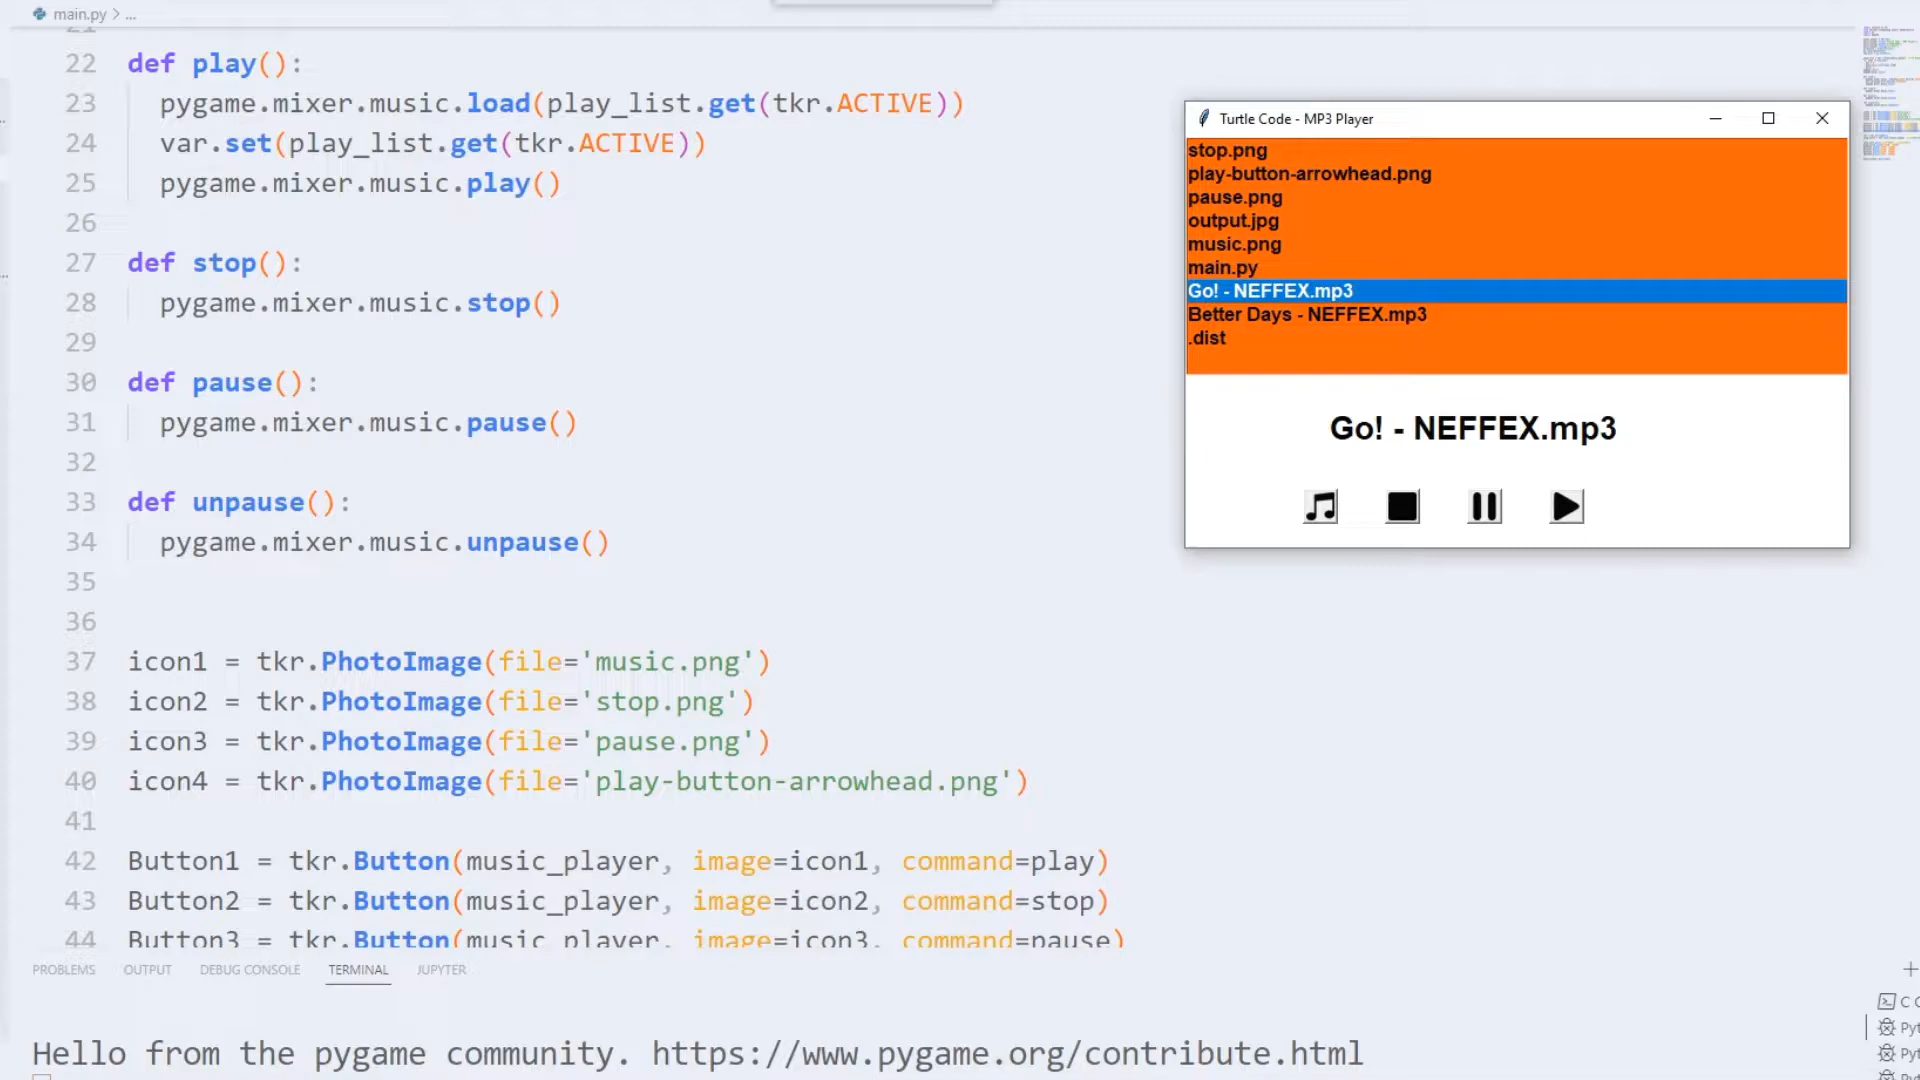 main.py > ...
21
22 def play():
23 pygame.mixer.music.load(play_list.get(tkr.ACTIVE))
24 var.set(play_list.get(tkr.ACTIVE))
25 pygame.mixer.music.play()
26
27 def stop():
28 pygame.mixer.music.stop()
29
30 def pause():
31 pygame.mixer.music.pause()
32
33 def unpause():
34 pygame.mixer.music.unpause()
35
36
37 icon1 = tkr.PhotoImage(file='music.png')
38 icon2 = tkr.PhotoImage(file='stop.png')
39 icon3 = tkr.PhotoImage(file='pause.png')
40 icon4 = tkr.PhotoImage(file='play-button-arrowhead.png')
41
42 Button1 = tkr.Button(music_player, image=icon1, command=play)
43 Button2 = tkr.Button(music_player, image=icon2, command=stop)
44 Button3 = tkr.Button(music_player, image=icon3, command=pause)
Turtle Code - MP3 Player
stop.png
play-button-arrowhead.png
pause.png
output.jpg
music.png
main.py
Go! - NEFFEX.mp3
Better Days - NEFFEX.mp3
.dist
Go! - NEFFEX.mp3
PROBLEMS OUTPUT DEBUG CONSOLE TERMINAL JUPYTER
Hello from the pygame community. https://www.pygame.org/contribute.html